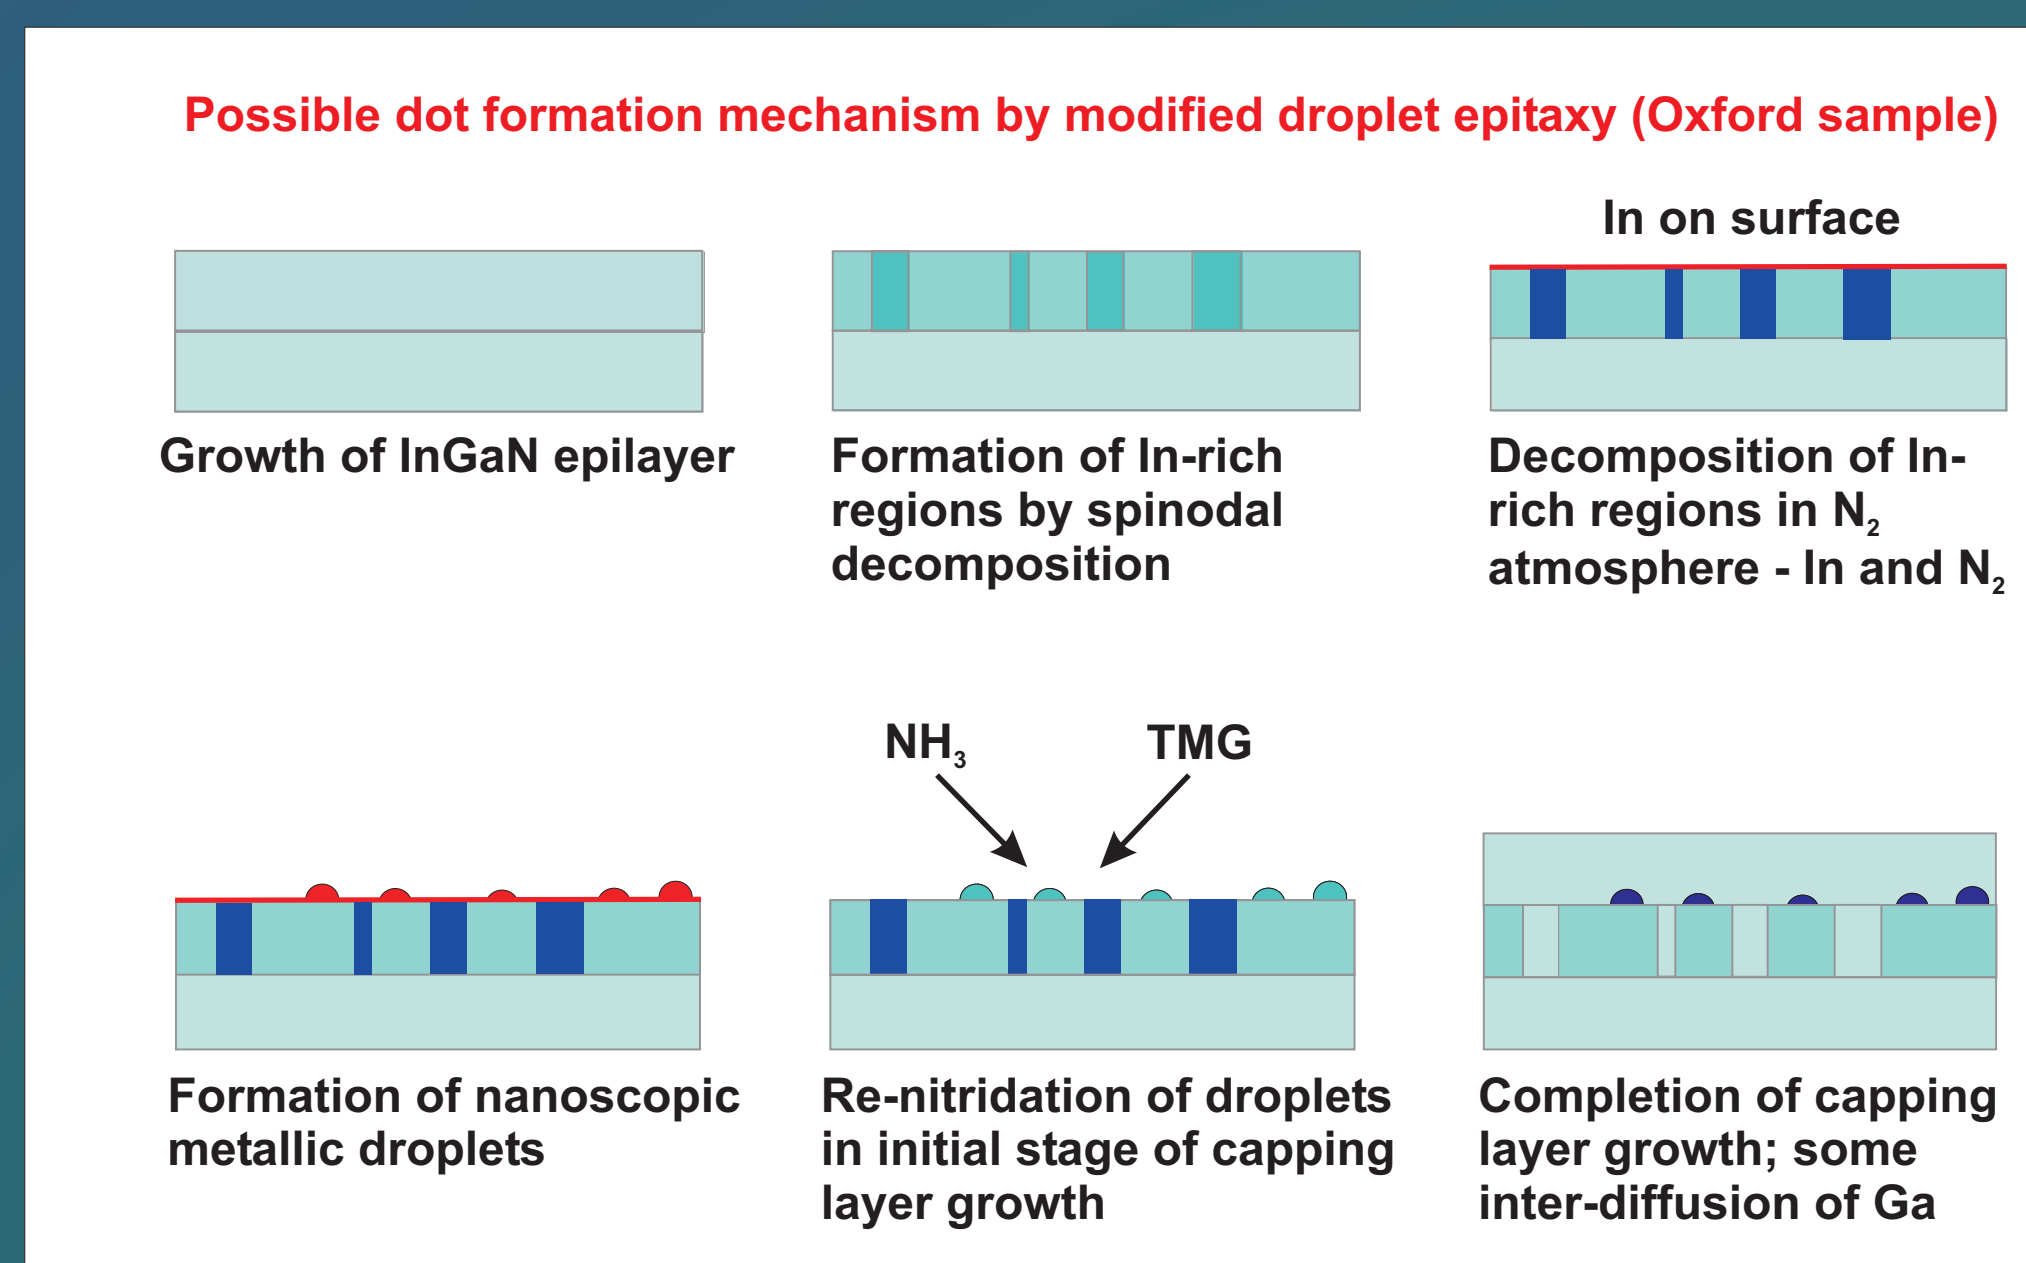 Possible dot formation mechanism by modified droplet epitaxy (Oxford sample)
In on surface
Growth of InGaN epilayer
Formation of In-rich
regions by spinodal
decomposition
Decomposition of In-
rich regions in N₂
atmosphere - In and N₂
NH₃
TMG
Formation of nanoscopic
metallic droplets
Re-nitridation of droplets
in initial stage of capping
layer growth
Completion of capping
layer growth; some
inter-diffusion of Ga